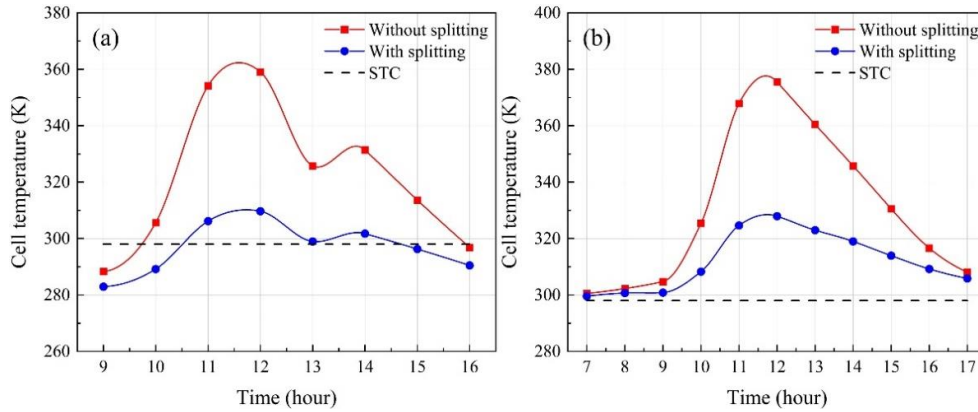 (a)
Without splitting
With splitting
STC
Cell temperature (K)
380
360
340
320
300
280
260
9 10 11 12 13 14 15 16
Time (hour)
(b)
Without splitting
With splitting
STC
Cell temperature (K)
400
380
360
340
320
300
280
7 8 9 10 11 12 13 14 15 16 17
Time (hour)